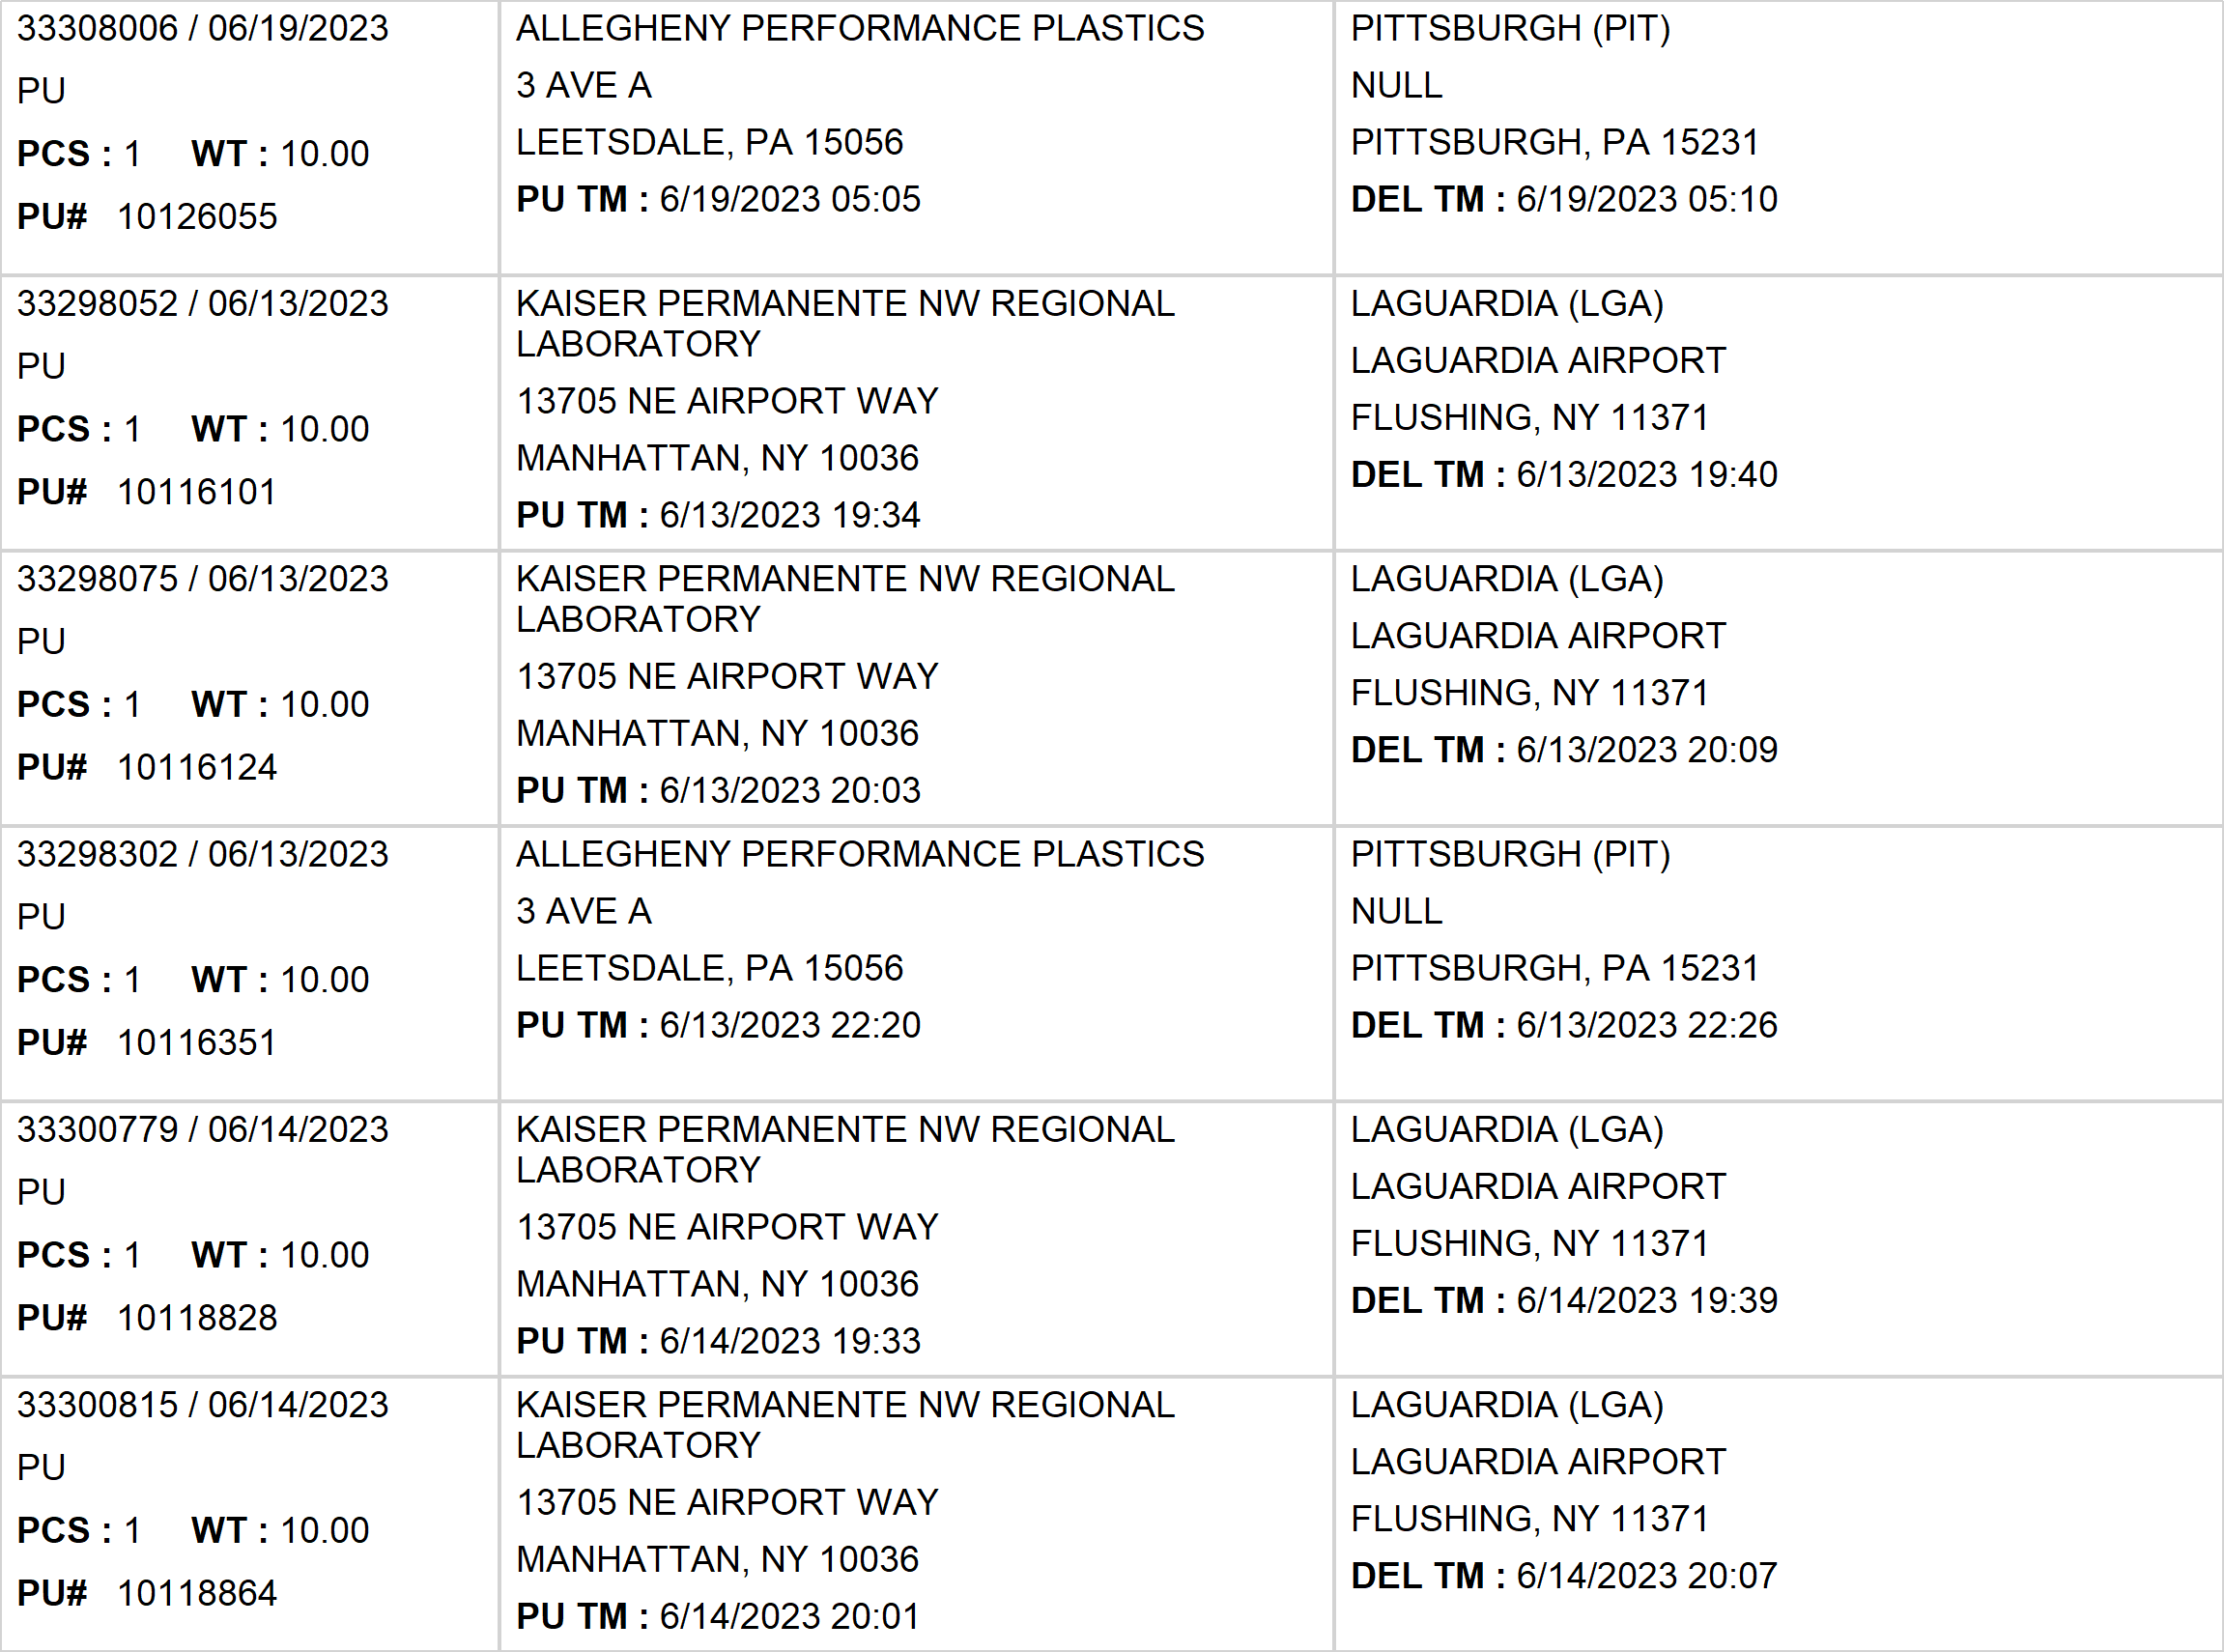 33308006 / 06/19/2023
PU
PCS : 1 WT : 10.00
PU# 10126055
ALLEGHENY PERFORMANCE PLASTICS
3 AVE A
LEETSDALE, PA 15056
PU TM : 6/19/2023 05:05
PITTSBURGH (PIT)
NULL
PITTSBURGH, PA 15231
DEL TM : 6/19/2023 05:10
33298052 / 06/13/2023
PU
PCS : 1 WT : 10.00
PU# 10116101
KAISER PERMANENTE NW REGIONAL
LABORATORY
13705 NE AIRPORT WAY
MANHATTAN, NY 10036
PU TM : 6/13/2023 19:34
LAGUARDIA (LGA)
LAGUARDIA AIRPORT
FLUSHING, NY 11371
DEL TM : 6/13/2023 19:40
33298075 / 06/13/2023
PU
PCS : 1 WT : 10.00
PU# 10116124
KAISER PERMANENTE NW REGIONAL
LABORATORY
13705 NE AIRPORT WAY
MANHATTAN, NY 10036
PU TM : 6/13/2023 20:03
LAGUARDIA (LGA)
LAGUARDIA AIRPORT
FLUSHING, NY 11371
DEL TM : 6/13/2023 20:09
33298302 / 06/13/2023
PU
PCS : 1 WT : 10.00
PU# 10116351
ALLEGHENY PERFORMANCE PLASTICS
3 AVE A
LEETSDALE, PA 15056
PU TM : 6/13/2023 22:20
PITTSBURGH (PIT)
NULL
PITTSBURGH, PA 15231
DEL TM : 6/13/2023 22:26
33300779 / 06/14/2023
PU
PCS : 1 WT : 10.00
PU# 10118828
KAISER PERMANENTE NW REGIONAL
LABORATORY
13705 NE AIRPORT WAY
MANHATTAN, NY 10036
PU TM : 6/14/2023 19:33
LAGUARDIA (LGA)
LAGUARDIA AIRPORT
FLUSHING, NY 11371
DEL TM : 6/14/2023 19:39
33300815 / 06/14/2023
PU
PCS : 1 WT : 10.00
PU# 10118864
KAISER PERMANENTE NW REGIONAL
LABORATORY
13705 NE AIRPORT WAY
MANHATTAN, NY 10036
PU TM : 6/14/2023 20:01
LAGUARDIA (LGA)
LAGUARDIA AIRPORT
FLUSHING, NY 11371
DEL TM : 6/14/2023 20:07